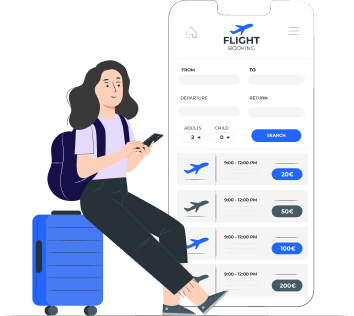 FLIGHT
BOOKING
FROM TO
DEPARTURE RETURN
ADULTS CHILD
2 + 0 +
SEARCH
9:00 - 12:00 PM
20€
9:00 - 12:00 PM
50€
9:00 - 12:00 PM
100€
9:00 - 12:00 PM
200€